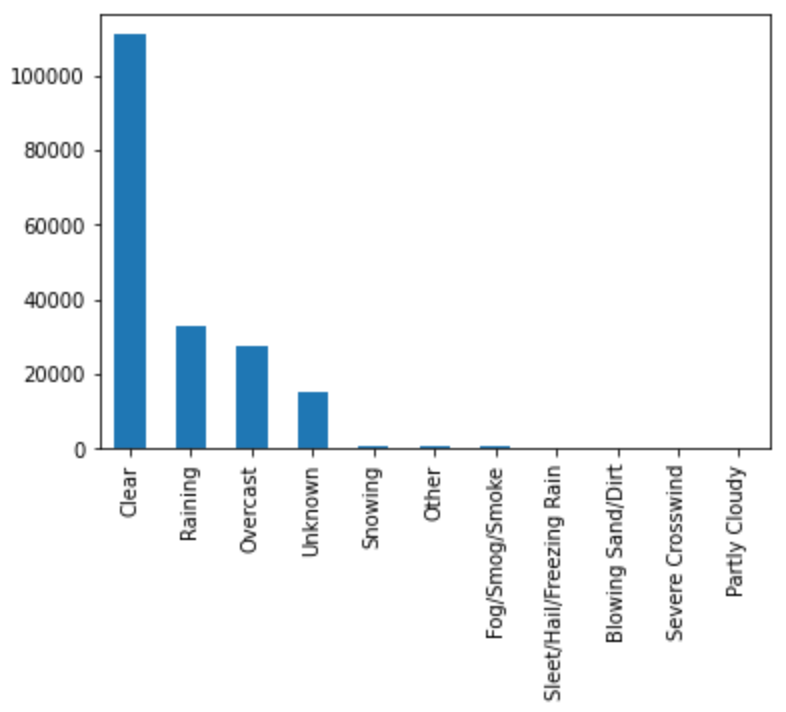 100000
80000
60000
40000
20000
0
Clear
Raining
Overcast
Unknown
Snowing
Other
Fog/Smog/Smoke
Sleet/Hail/Freezing Rain
Blowing Sand/Dirt
Severe Crosswind
Partly Cloudy